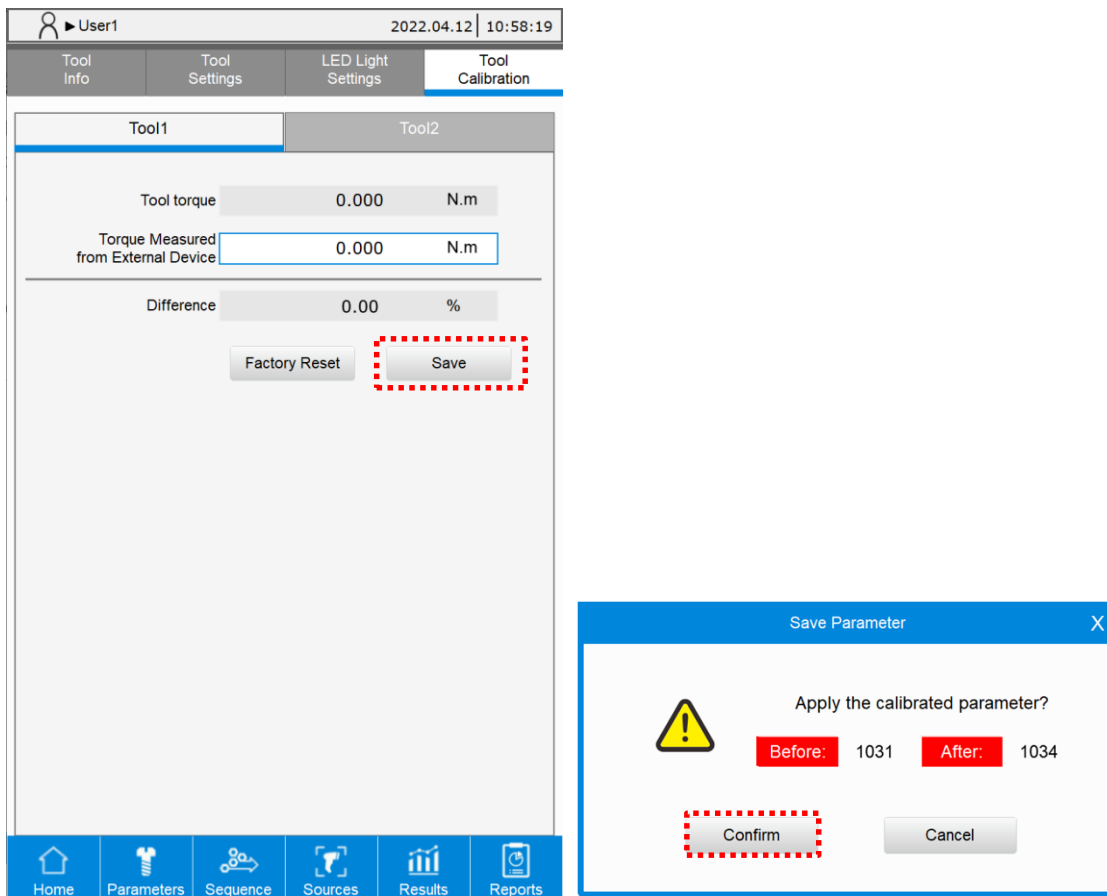 ►User1 2022.04.12 10:58:19
Tool Info
Tool Settings
LED Light Settings
Tool Calibration
Tool1 Tool2
Tool torque 0.000 N.m
Torque Measured
from External Device 0.000 N.m
Difference 0.00 %
Factory Reset Save
Home Parameters Sequence Sources Results Reports
Save Parameter X
Apply the calibrated parameter?
Before: 1031 After: 1034
Confirm Cancel